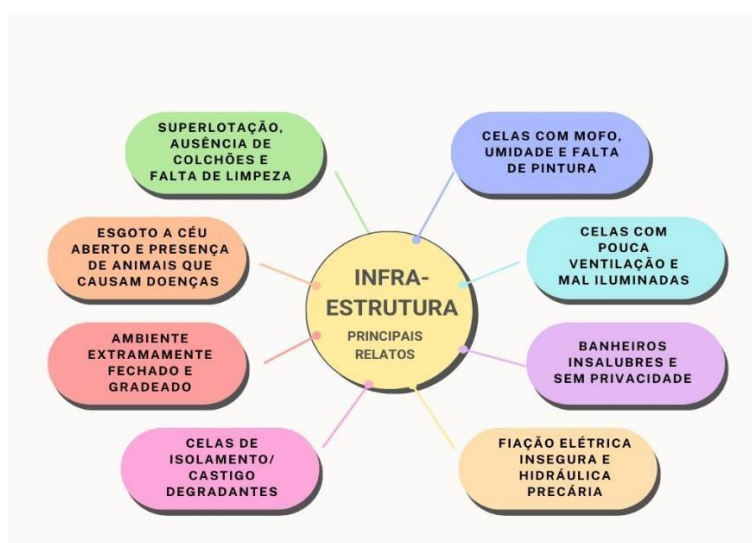 SUPERLOTAÇÃO,
AUSÊNCIA DE
COLCHÕES E
FALTA DE LIMPEZA
CELAS COM MOFO,
UMIDADE E FALTA
DE PINTURA
ESGOTO A CÉU
ABERTO E PRESENÇA
DE ANIMAIS QUE
CAUSAM DOENÇAS
CELAS COM
POUCA
VENTILAÇÃO E
MAL ILUMINADAS
INFRA-
ESTRUTURA
PRINCIPAIS
RELATOS
AMBIENTE
EXTRAMAMENTE
FECHADO E
GRADEADO
BANHEIROS
INSALUBRES E
SEM PRIVACIDADE
CELAS DE
ISOLAMENTO/
CASTIGO
DEGRADANTES
FIAÇÃO ELÉTRICA
INSEGURA E
HIDRÁULICA
PRECÁRIA